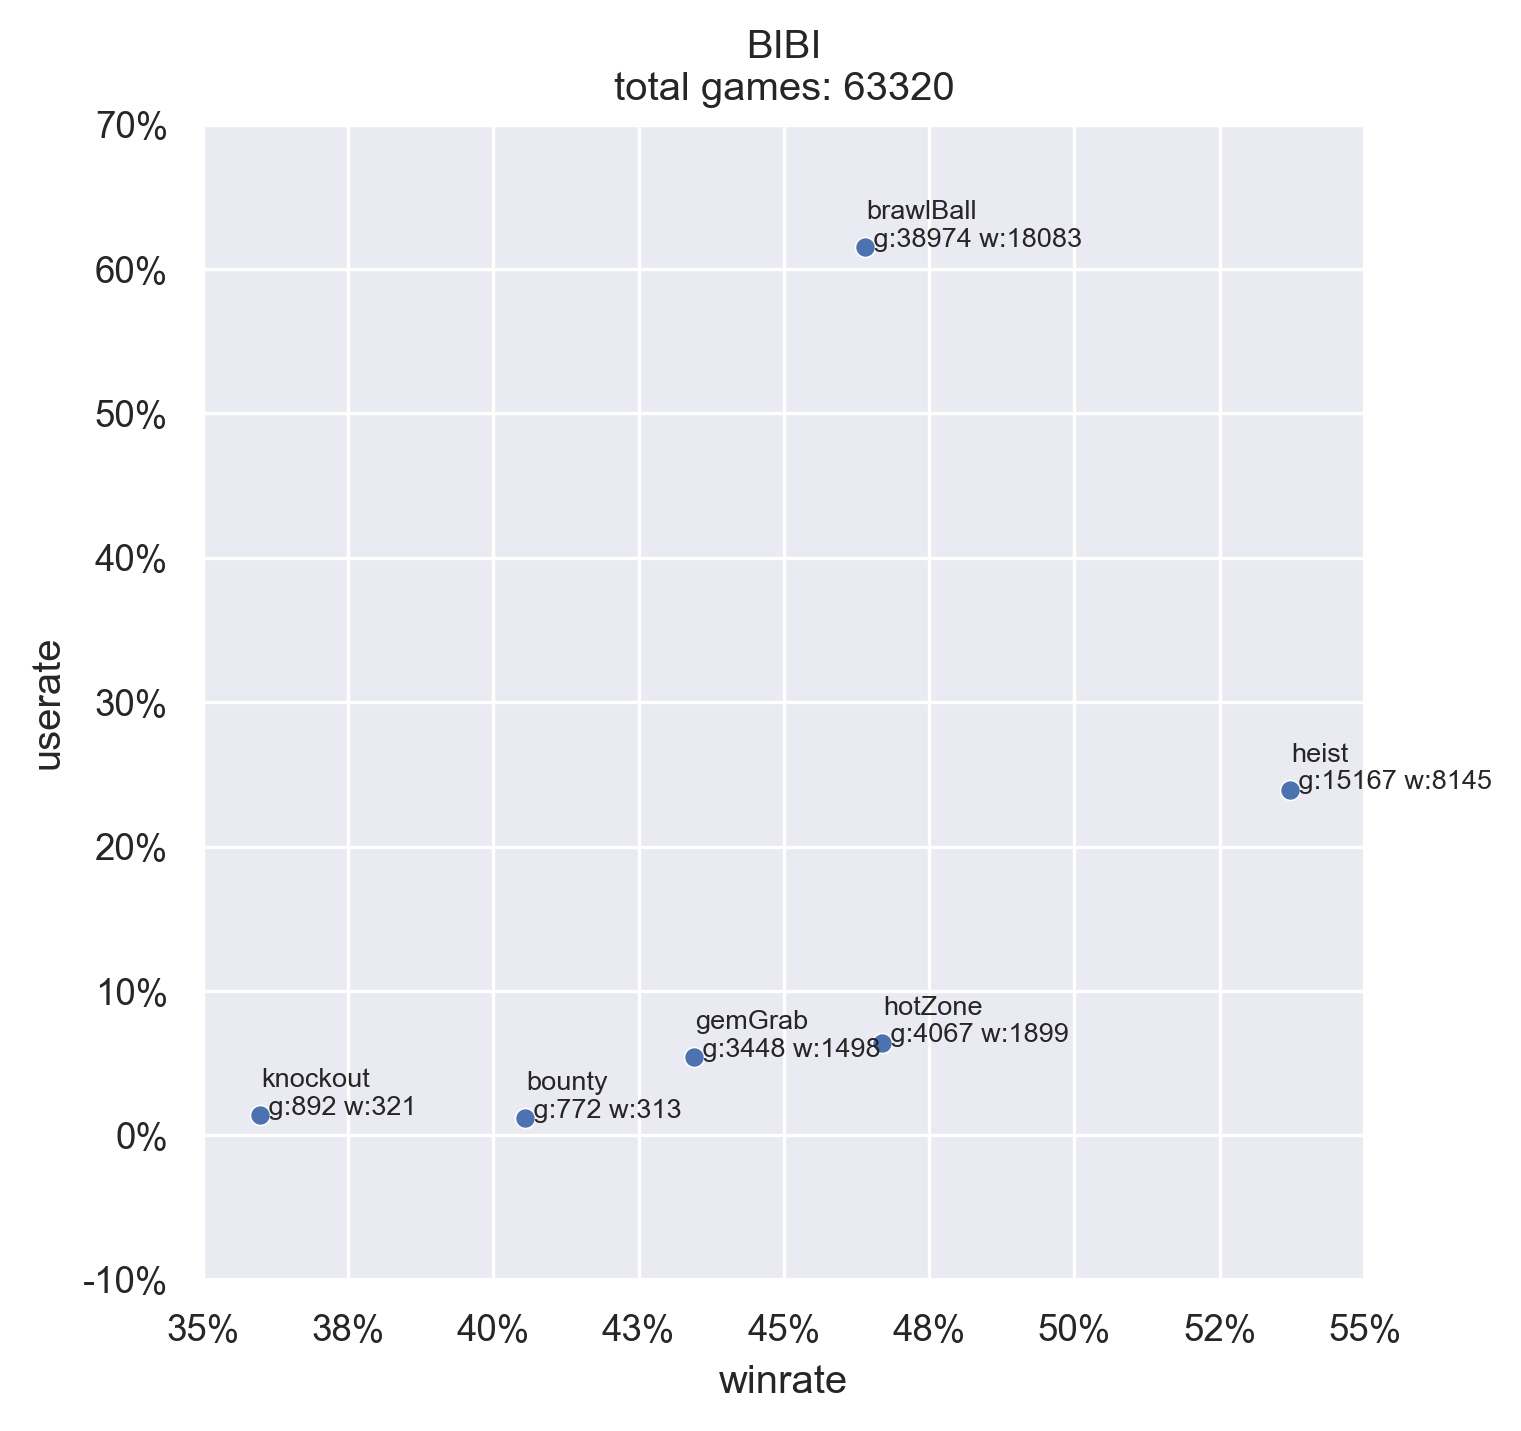 BIBI
total games: 63320
70%
60%
50%
40%
30%
20%
10%
0%
-10%
userate
brawlBall
g:38974 w:18083
heist
g:15167 w:8145
hotZone
g:4067 w:1899
gemGrab
g:3448 w:1498
knockout
g:892 w:321
bounty
g:772 w:313
35% 38% 40% 43% 45% 48% 50% 52% 55%
winrate